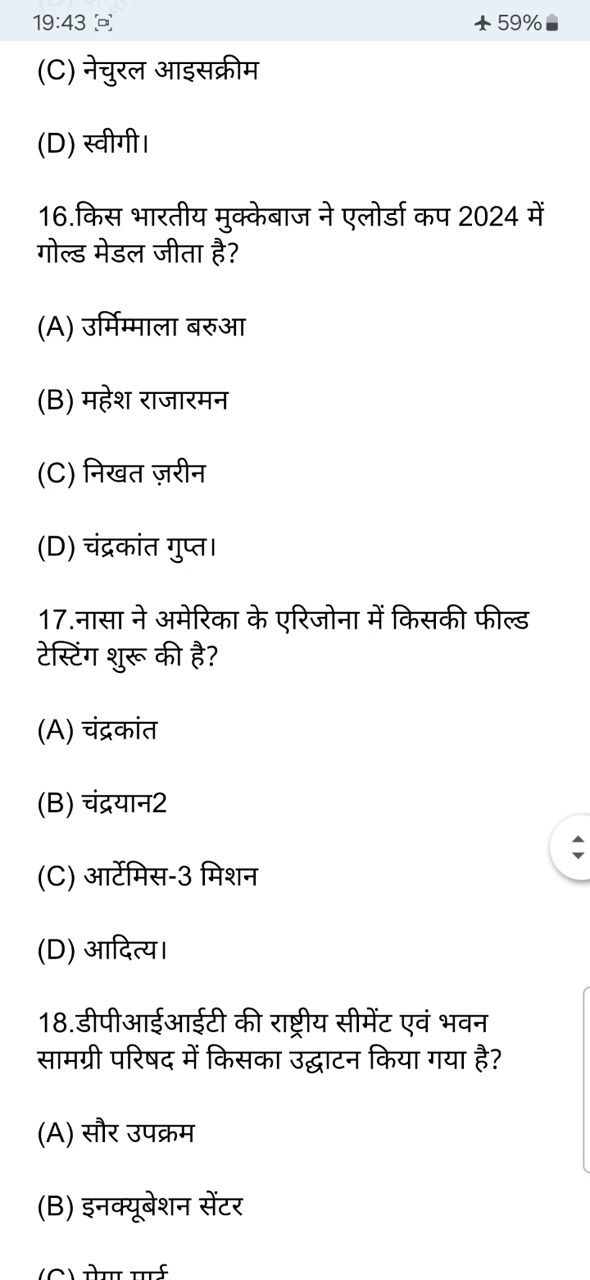 19:43 59%
(C) नेचुरल आइसक्रीम
(D) स्वीगी।
16.किस भारतीय मुक्केबाज ने एलोर्डा कप 2024 में
गोल्ड मेडल जीता है?
(A) उर्मिम्माला बरुआ
(B) महेश राजारमन
(C) निखत ज़रीन
(D) चंद्रकांत गुप्त।
17.नासा ने अमेरिका के एरिजोना में किसकी फील्ड
टेस्टिंग शुरू की है?
(A) चंद्रकांत
(B) चंद्रयान2
(C) आर्टेमिस-3 मिशन
(D) आदित्य।
18.डीपीआईआईटी की राष्ट्रीय सीमेंट एवं भवन
सामग्री परिषद में किसका उद्घाटन किया गया है?
(A) सौर उपक्रम
(B) इनक्यूबेशन सेंटर
(C)